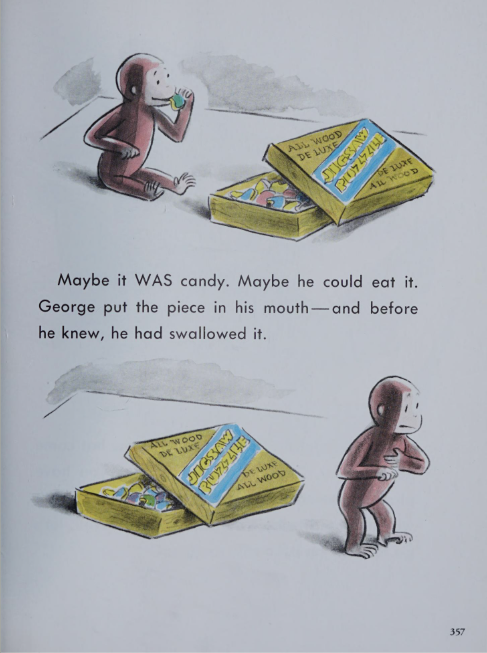 ALL WOOD
DE LUXE
JIGSAW
PUZZLE
DE LUXE
ALL WOOD
Maybe it WAS candy. Maybe he could eat it.
George put the piece in his mouth—and before
he knew, he had swallowed it.
ALL WOOD
DE LUXE
JIGSAW
PUZZLE
DE LUXE
ALL WOOD
357